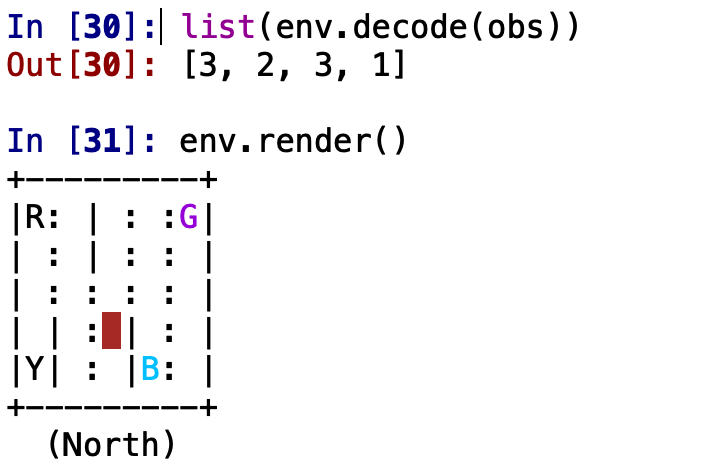 In [30]: list(env.decode(obs))
Out[30]: [3, 2, 3, 1]
In [31]: env.render()
+---------+
|R: | : :G|
| : | : : |
| : : : : |
| | : | : |
|Y| : |B: |
+---------+
  (North)